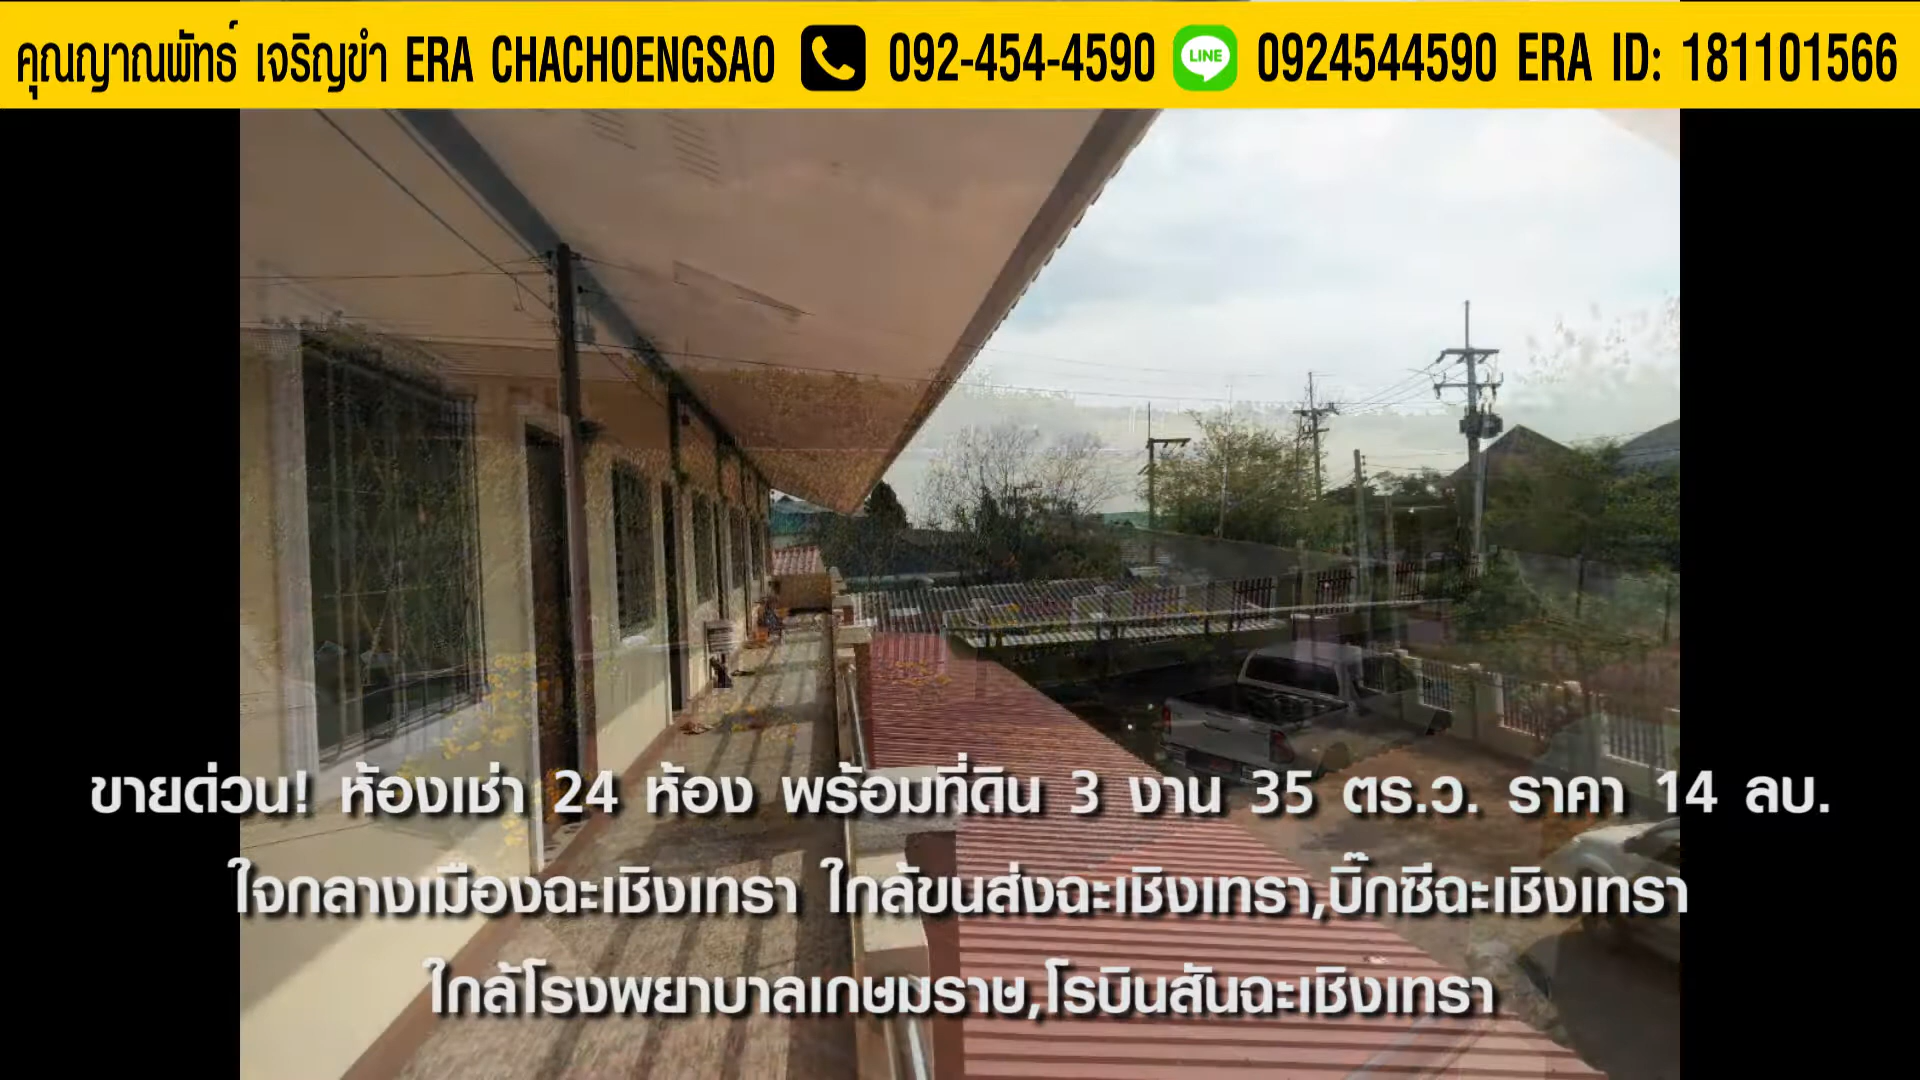 คุณญาณพัทธ์ เจริญขำ ERA CHACHOENGSAO 092-454-4590 LINE 0924544590 ERA ID: 181101566
ขายด่วน! ห้องเช่า 24 ห้อง พร้อมที่ดิน 3 งาน 35 ตร.ว. ราคา 14 ลบ.
ใจกลางเมืองฉะเชิงเทรา ใกล้ขนส่งฉะเชิงเทรา,บิ๊กซีฉะเชิงเทรา
ใกล้โรงพยาบาลเกษมราษ,โรบินสันฉะเชิงเทรา